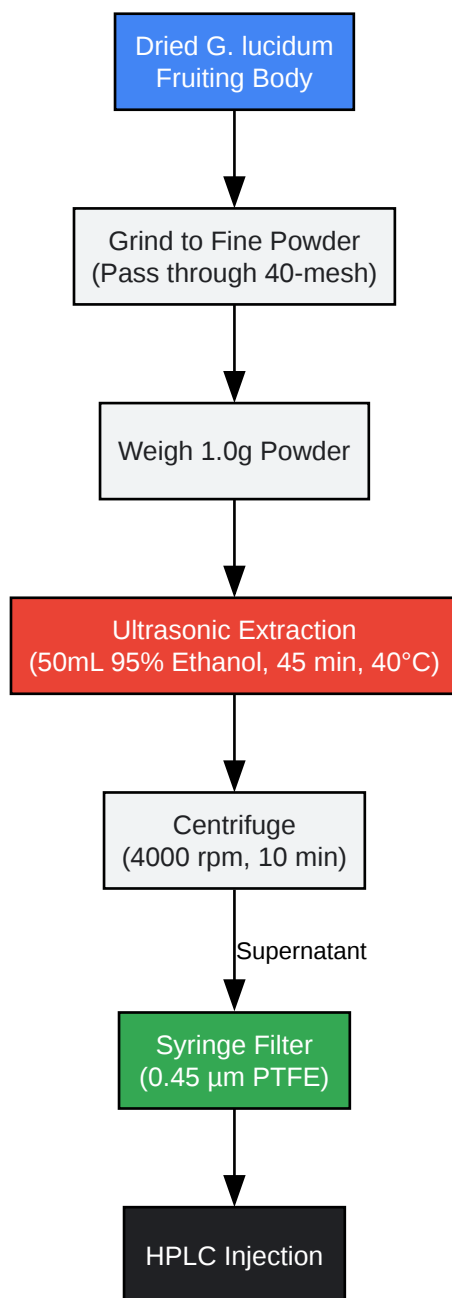 Dried G. lucidum
Fruiting Body
Grind to Fine Powder
(Pass through 40-mesh)
Weigh 1.0g Powder
Ultrasonic Extraction
(50mL 95% Ethanol, 45 min, 40°C)
Centrifuge
(4000 rpm, 10 min)
Supernatant
Syringe Filter
(0.45 µm PTFE)
HPLC Injection